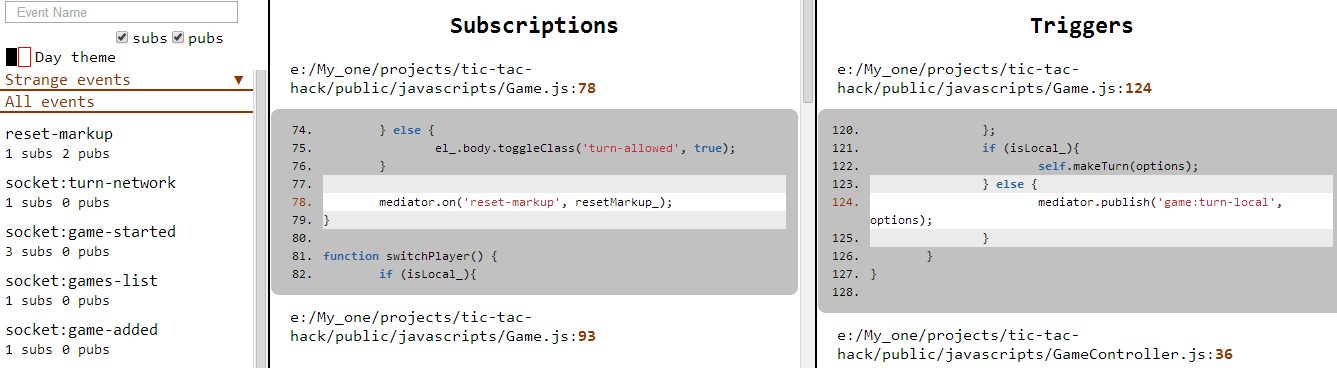 Event Name
subs pubs
Day theme
Strange events ▼
All events
reset-markup
1 subs 2 pubs
socket:turn-network
1 subs 0 pubs
socket:game-started
3 subs 0 pubs
socket:games-list
1 subs 0 pubs
socket:game-added
1 subs 0 pubs
Subscriptions
e:/My_one/projects/tic-tac-
hack/public/javascripts/Game.js:78
74. } else {
75. el_.body.toggleClass('turn-allowed', true);
76. }
77.
78. mediator.on('reset-markup', resetMarkup_);
79. }
80.
81. function switchPlayer() {
82. if (isLocal_){
e:/My_one/projects/tic-tac-
hack/public/javascripts/Game.js:93
Triggers
e:/My_one/projects/tic-tac-
hack/public/javascripts/Game.js:124
120. };
121. if (isLocal_){
122. self.makeTurn(options);
123. } else {
124. mediator.publish('game:turn-local',
options);
125. }
126. }
127. }
128.
e:/My_one/projects/tic-tac-
hack/public/javascripts/GameController.js:36